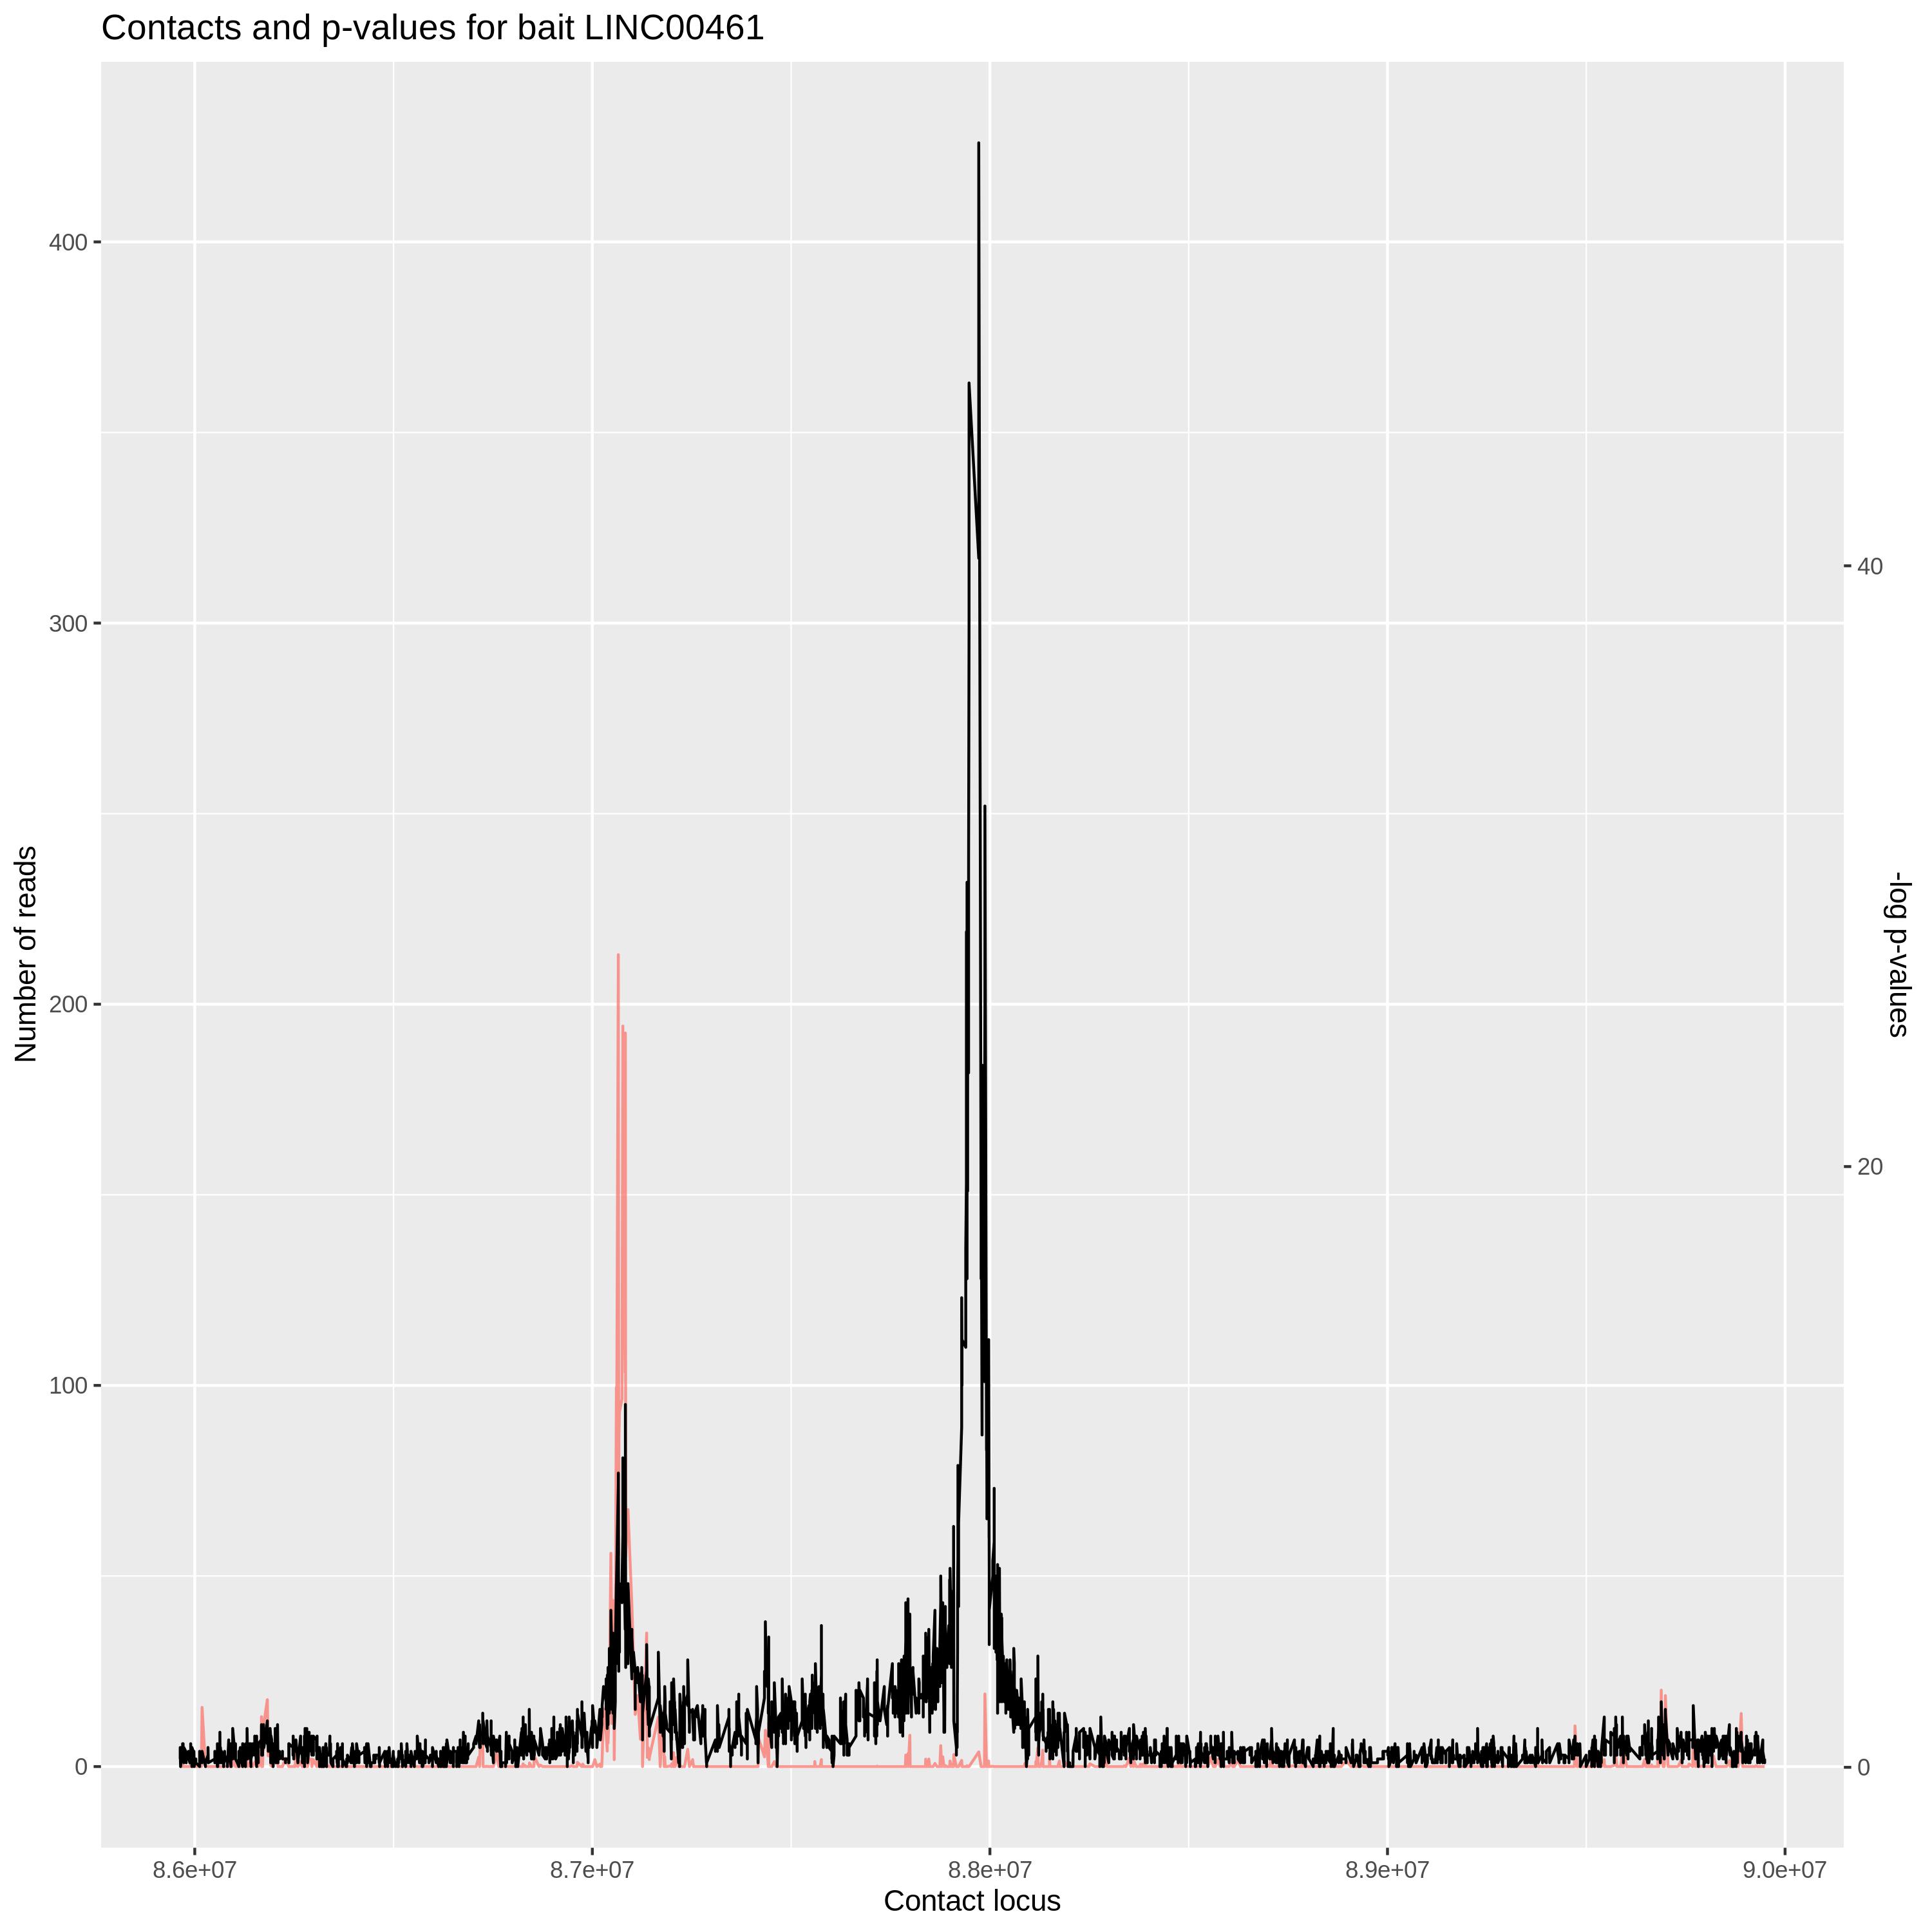 Contacts and p-values for bait LINC00461
Number of reads
400
300
200
100
0
-log p-values
40
20
0
8.6e+07
8.7e+07
8.8e+07
8.9e+07
9.0e+07
Contact locus